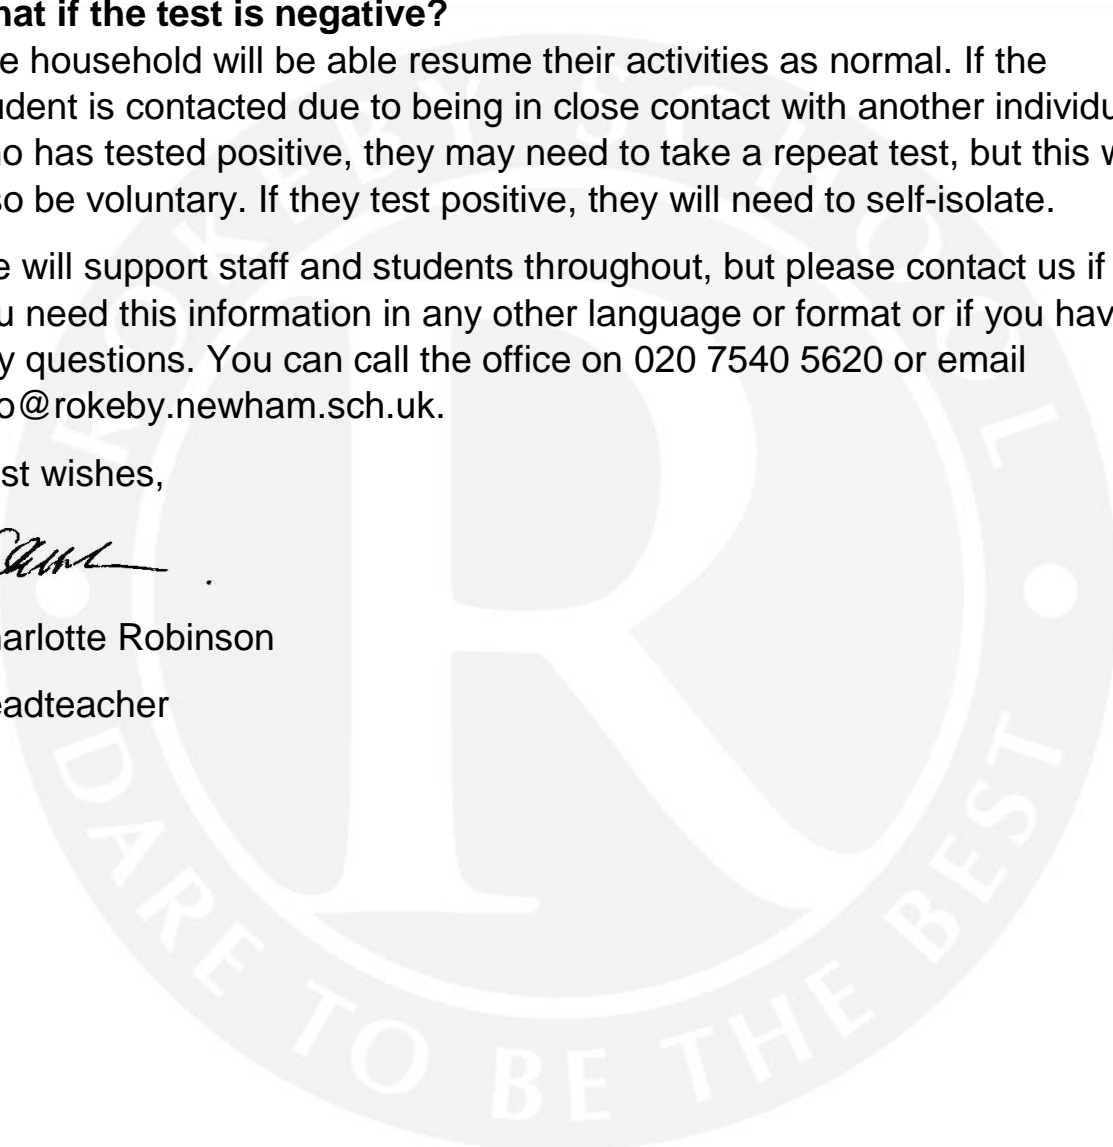 hat if the test is negative?
e household will be able resume their activities as normal. If the
udent is contacted due to being in close contact with another individu
o has tested positive, they may need to take a repeat test, but this w
so be voluntary. If they test positive, they will need to self-isolate.
e will support staff and students throughout, but please contact us if
u need this information in any other language or format or if you hav
y questions. You can call the office on 020 7540 5620 or email
o@rokeby.newham.sch.uk.
st wishes,
arlotte Robinson
eadteacher
ROKEBY SCHOOL
R
DARE TO BE THE BEST